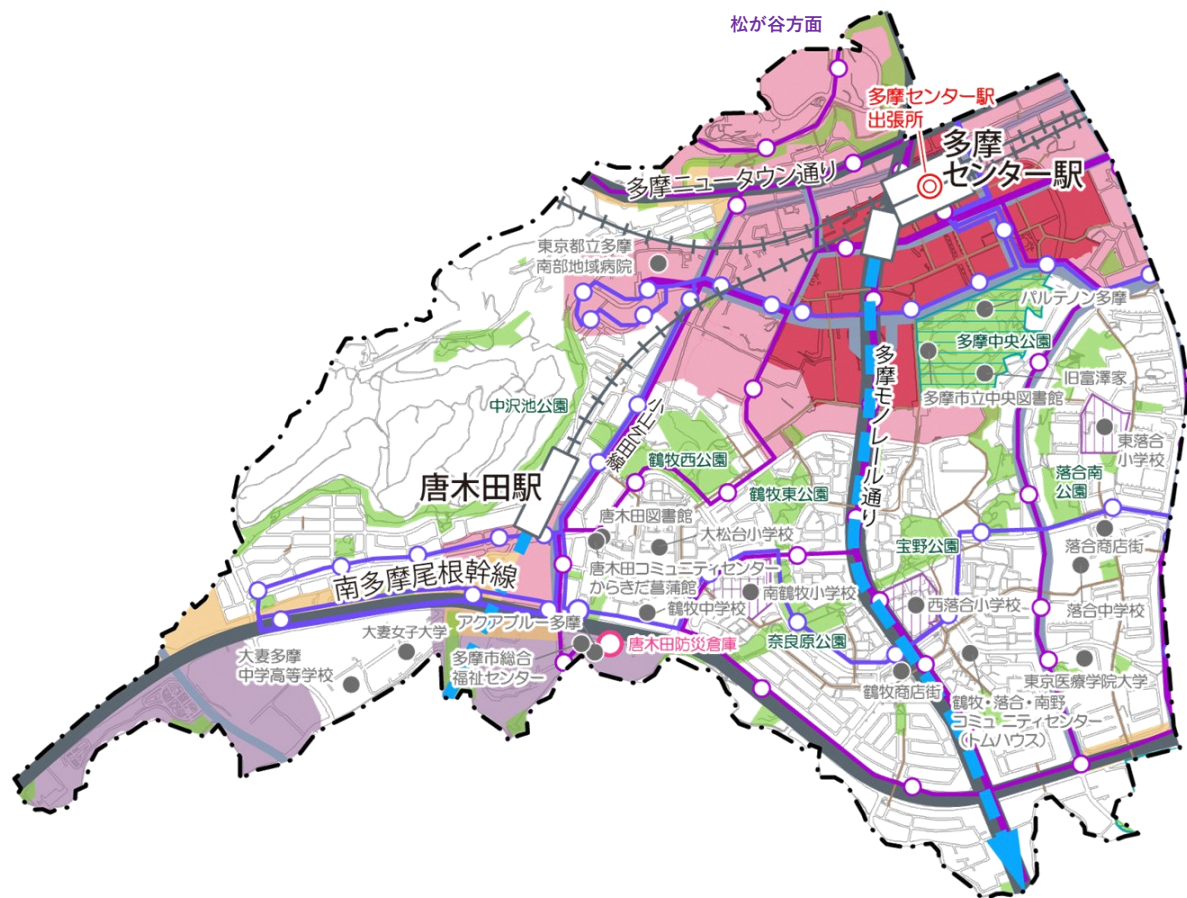 松が谷方面
多摩センター駅
出張所
多摩
センター駅
多摩ニュータウン通り
東京都立多摩
南部地域病院
パルテノン多摩
多摩中央公園
旧富澤家
多摩市立中央図書館
多摩モノレール通り
中沢池公園
小山乞田線
東落合
小学校
鶴牧西公園
落合南
公園
唐木田駅
鶴牧東公園
唐木田図書館
大松台小学校
宝野公園
落合商店街
唐木田コミュニティセンター
からきだ菖蒲館
南多摩尾根幹線
南鶴牧小学校
鶴牧中学校
西落合小学校
落合中学校
アクアブルー多摩
大妻女子大学
唐木田防災倉庫
奈良原公園
大妻多摩
中学高等学校
多摩市総合
福祉センター
東京医療学院大学
鶴牧商店街
鶴牧・落合・南野
コミュニティセンター
（トムハウス）